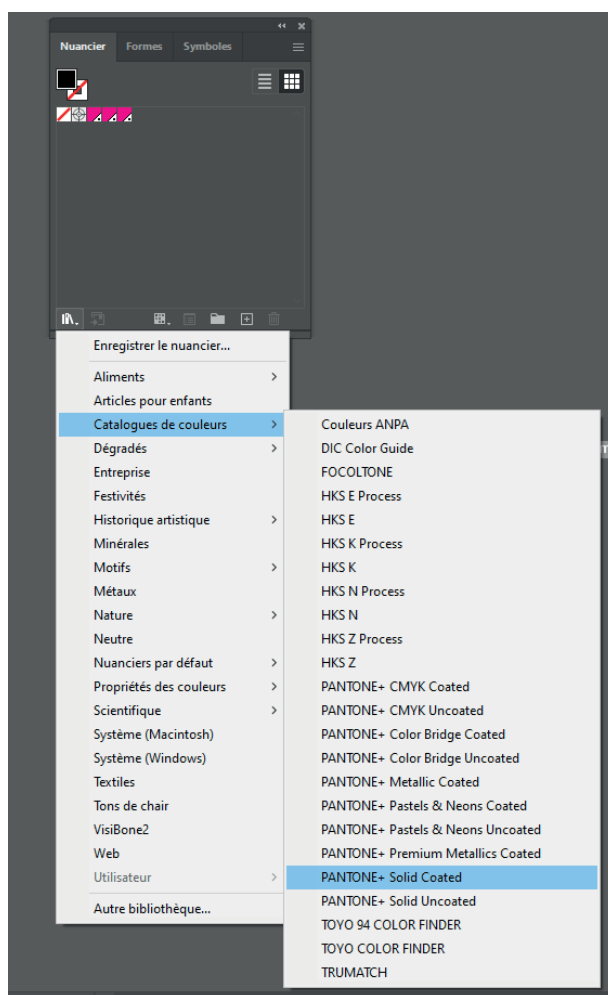 Nuancier Formes Symboles
Enregistrer le nuancier...
Aliments
Articles pour enfants
Catalogues de couleurs
Dégradés
Entreprise
Festivités
Historique artistique
Minérales
Motifs
Métaux
Nature
Neutre
Nuanciers par défaut
Propriétés des couleurs
Scientifique
Système (Macintosh)
Système (Windows)
Textiles
Tons de chair
VisiBone2
Web
Utilisateur
Autre bibliothèque...
Couleurs ANPA
DIC Color Guide
FOCOLTONE
HKS E Process
HKS E
HKS K Process
HKS K
HKS N Process
HKS N
HKS Z Process
HKS Z
PANTONE+ CMYK Coated
PANTONE+ CMYK Uncoated
PANTONE+ Color Bridge Coated
PANTONE+ Color Bridge Uncoated
PANTONE+ Metallic Coated
PANTONE+ Pastels & Neons Coated
PANTONE+ Pastels & Neons Uncoated
PANTONE+ Premium Metallics Coated
PANTONE+ Solid Coated
PANTONE+ Solid Uncoated
TOYO 94 COLOR FINDER
TOYO COLOR FINDER
TRUMATCH